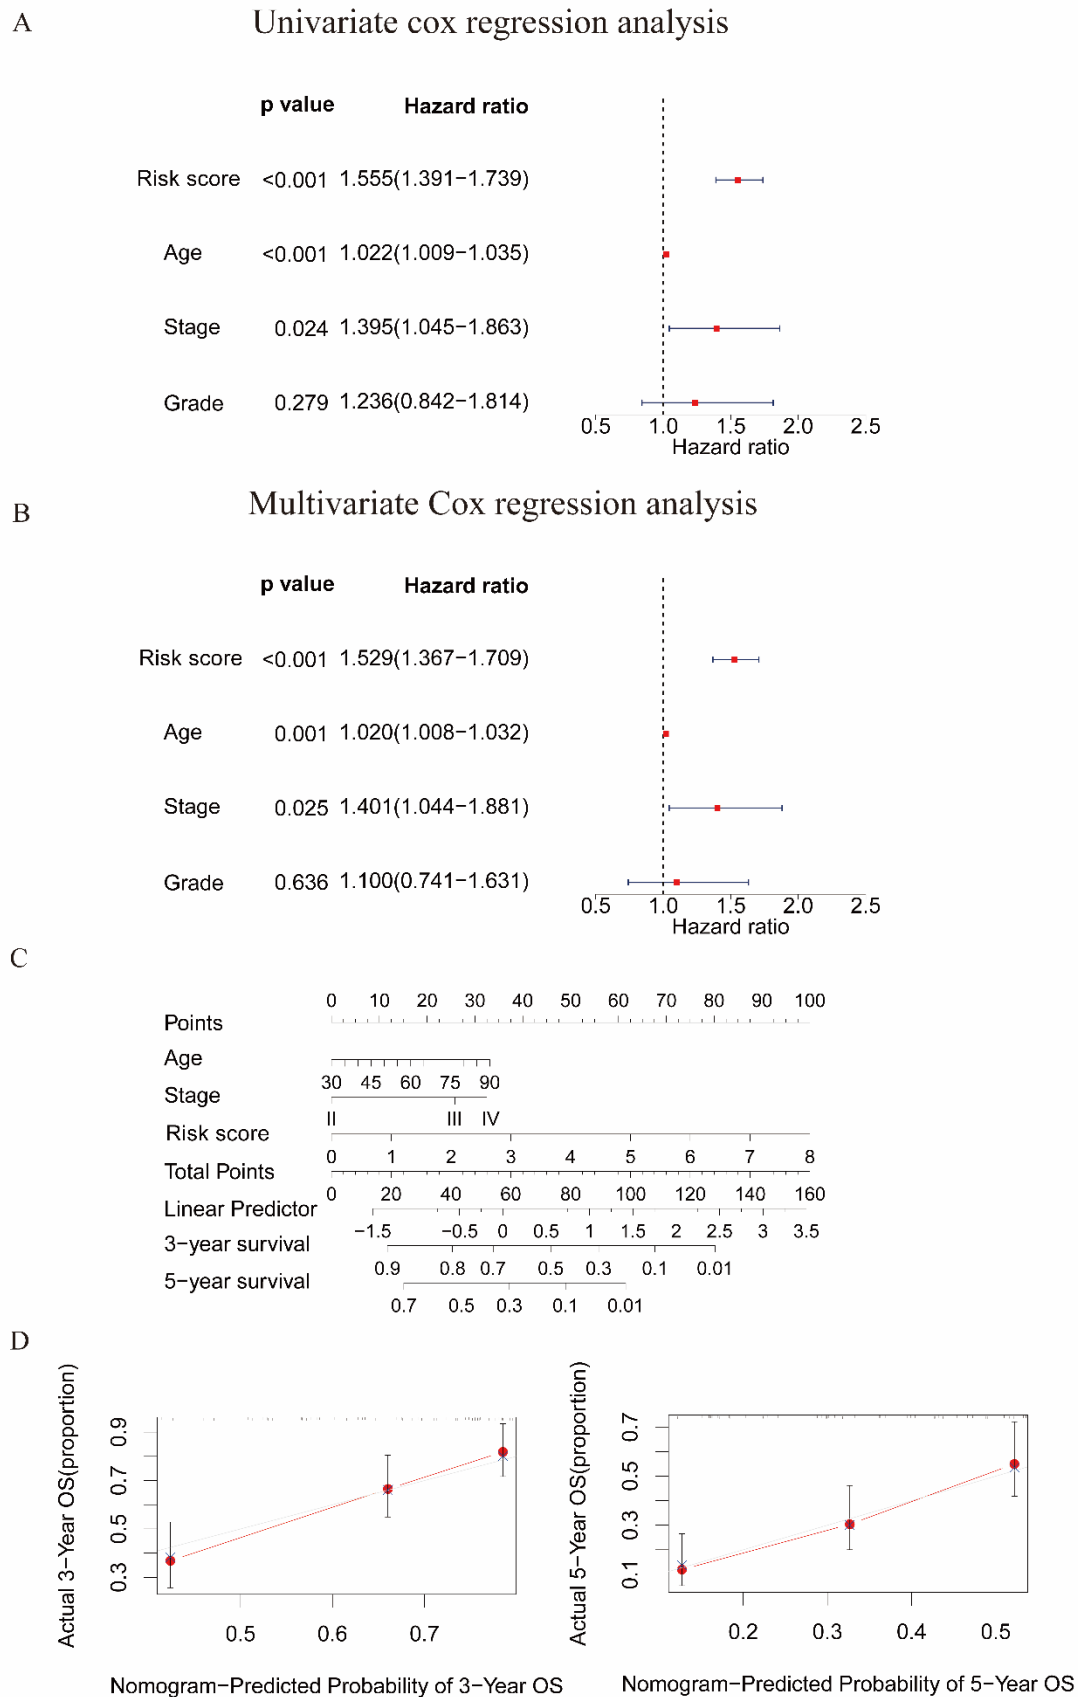 A
Univariate cox regression analysis
p value Hazard ratio
Risk score <0.001 1.555(1.391−1.739)
Age <0.001 1.022(1.009−1.035)
Stage 0.024 1.395(1.045−1.863)
Grade 0.279 1.236(0.842−1.814)
0.5 1.0 1.5 2.0 2.5
Hazard ratio
B
Multivariate Cox regression analysis
p value Hazard ratio
Risk score <0.001 1.529(1.367−1.709)
Age 0.001 1.020(1.008−1.032)
Stage 0.025 1.401(1.044−1.881)
Grade 0.636 1.100(0.741−1.631)
0.5 1.0 1.5 2.0 2.5
Hazard ratio
C
0 10 20 30 40 50 60 70 80 90 100
Points
Age
30 45 60 75 90
Stage
II III IV
Risk score
0 1 2 3 4 5 6 7 8
Total Points
0 20 40 60 80 100 120 140 160
Linear Predictor
−1.5 −0.5 0 0.5 1 1.5 2 2.5 3 3.5
3−year survival
0.9 0.8 0.7 0.5 0.3 0.1 0.01
5−year survival
0.7 0.5 0.3 0.1 0.01
D
Actual 3−Year OS(proportion)
0.3 0.5 0.7 0.9
0.5 0.6 0.7
Nomogram−Predicted Probability of 3−Year OS
Actual 5−Year OS(proportion)
0.1 0.3 0.5 0.7
0.2 0.3 0.4 0.5
Nomogram−Predicted Probability of 5−Year OS